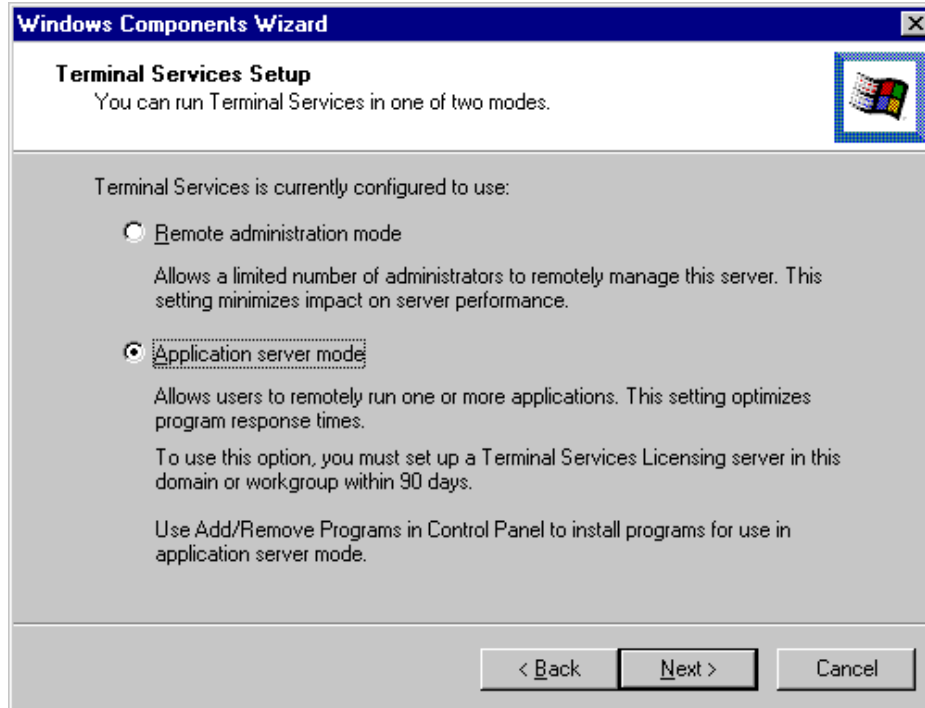 Windows Components Wizard
Terminal Services Setup
You can run Terminal Services in one of two modes.
Terminal Services is currently configured to use:
Remote administration mode
Allows a limited number of administrators to remotely manage this server. This
setting minimizes impact on server performance.
Application server mode
Allows users to remotely run one or more applications. This setting optimizes
program response times.
To use this option, you must set up a Terminal Services Licensing server in this
domain or workgroup within 90 days.
Use Add/Remove Programs in Control Panel to install programs for use in
application server mode.
< Back
Next >
Cancel